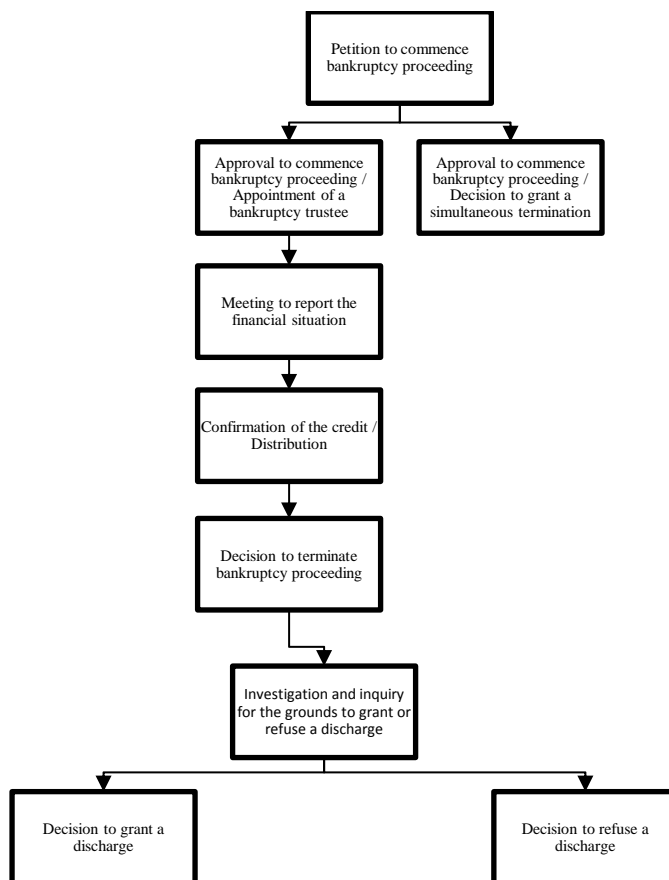 Petition to commence
bankruptcy proceeding
Approval to commence
bankruptcy proceeding /
Appointment of a
bankruptcy trustee
Approval to commence
bankruptcy proceeding /
Decision to grant a
simultaneous termination
Meeting to report the
financial situation
Confirmation of the credit /
Distribution
Decision to terminate
bankruptcy proceeding
Investigation and inquiry
for the grounds to grant or
refuse a discharge
Decision to grant a
discharge
Decision to refuse a
discharge